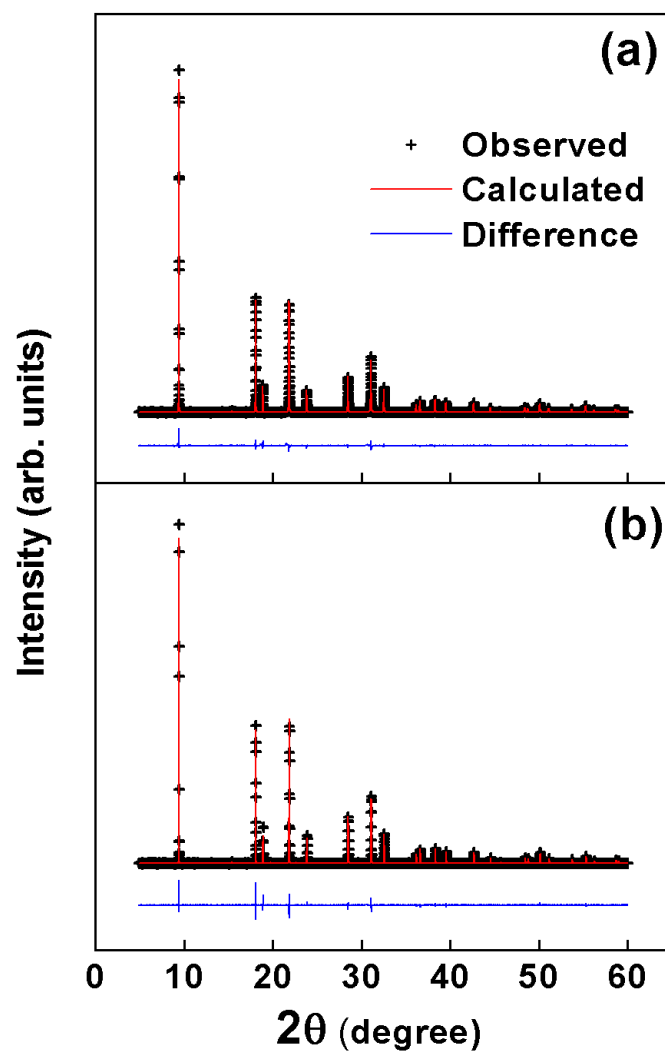 (a)
Observed
Calculated
Difference
Intensity (arb. units)
(b)
0 10 20 30 40 50 60
2θ (degree)